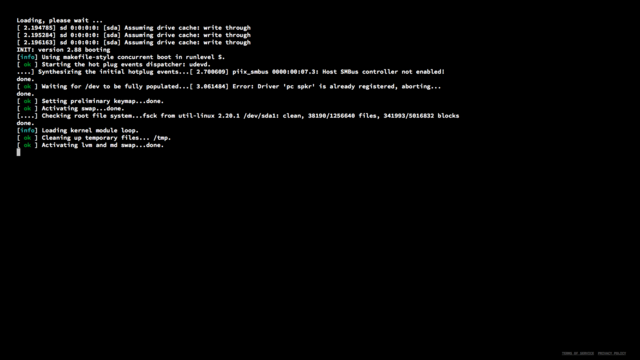 Loading, please wait ...
[ 2.194785] sd 0:0:0:0: [sda] Assuming drive cache: write through
[ 2.195284] sd 0:0:0:0: [sda] Assuming drive cache: write through
[ 2.196163] sd 0:0:0:0: [sda] Assuming drive cache: write through
INIT: version 2.88 booting
[info] Using makefile-style concurrent boot in runlevel S.
[ ok ] Starting the hot plug events dispatcher: udevd.
[....] Synthesizing the initial hotplug events...[ 2.700609] piix_smbus 0000:00:07.3: Host SMBus controller not enabled!
done.
[ ok ] Waiting for /dev to be fully populated...[ 3.061484] Error: Driver 'pc spkr' is already registered, aborting...
done.
[ ok ] Setting preliminary keymap...done.
[ ok ] Activating swap...done.
[....] Checking root file system...fsck from util-linux 2.20.1 /dev/sda1: clean, 38190/1256640 files, 341993/5016832 blocks
done.
[info] Loading kernel module loop.
[ ok ] Cleaning up temporary files... /tmp.
[ ok ] Activating lvm and md swap...done.
TERMS OF SERVICE PRIVACY POLICY